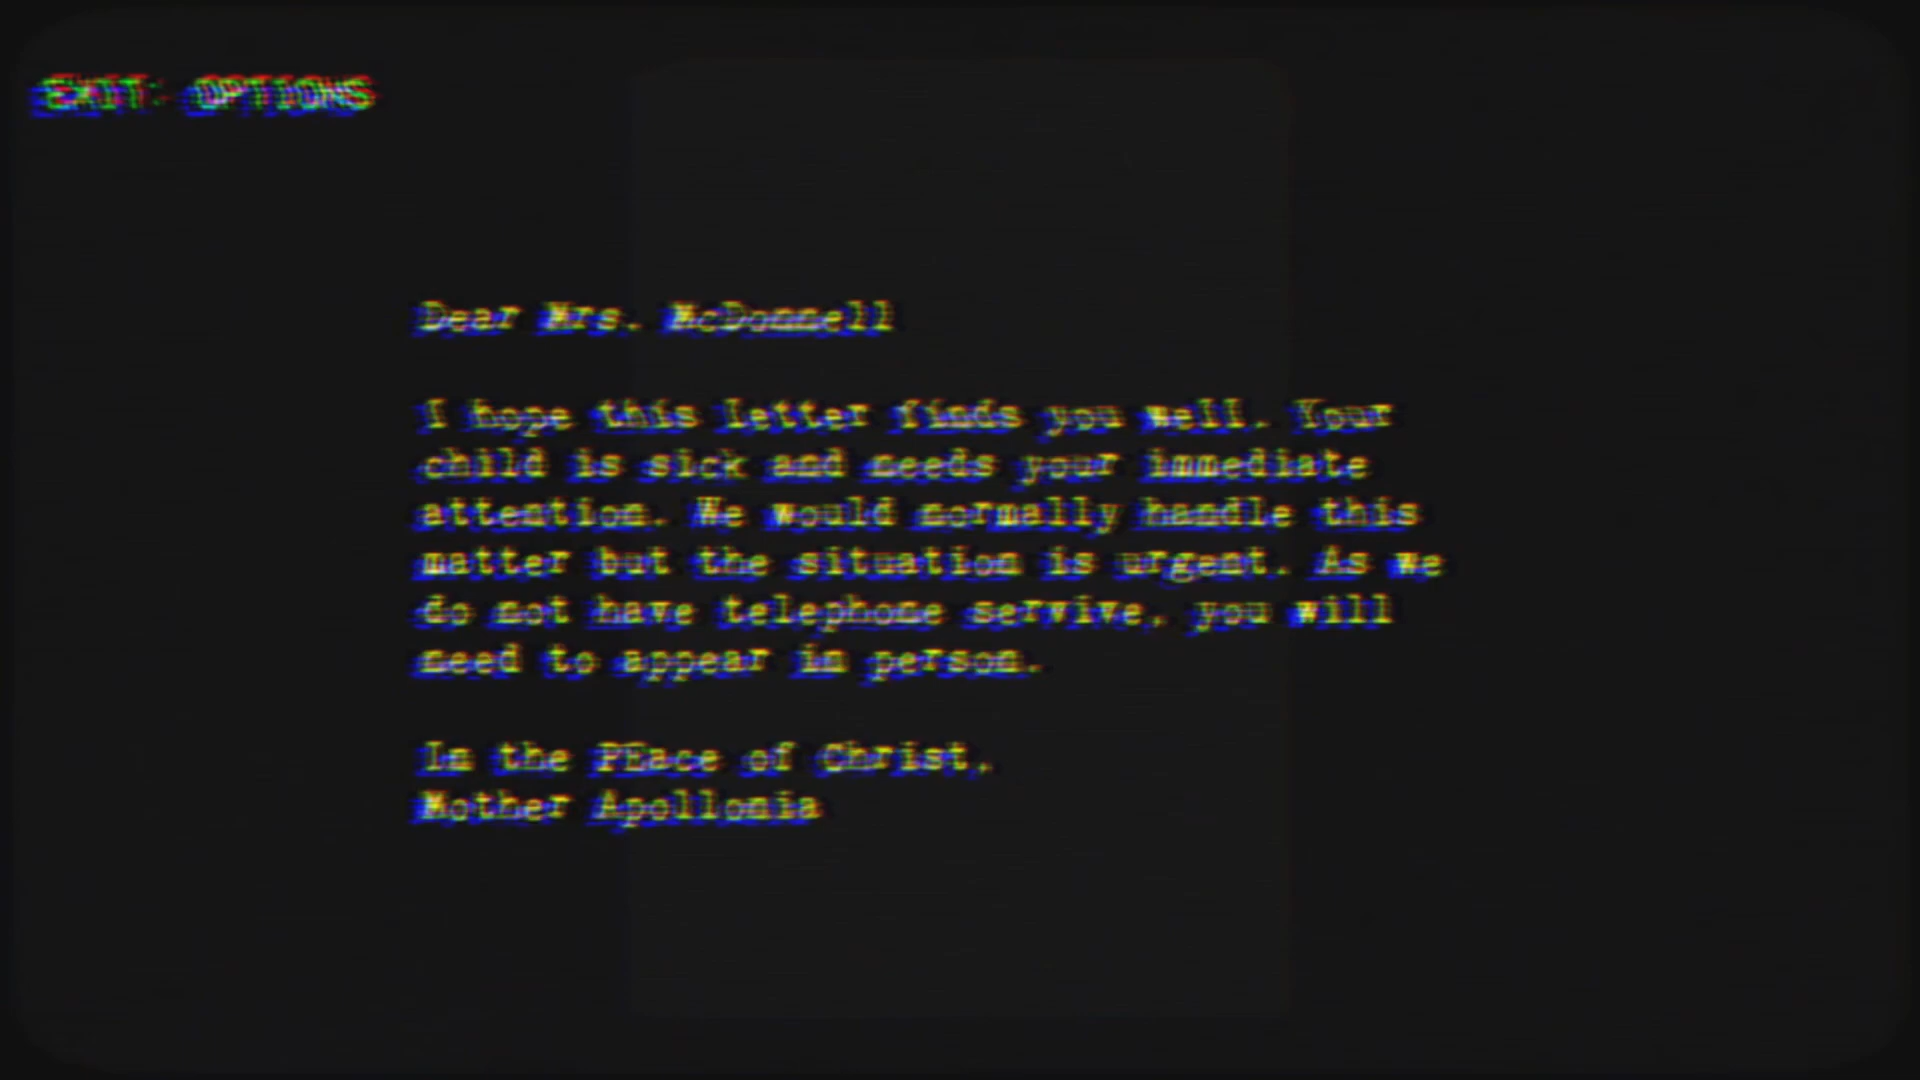 EXIT: OPTIONS
Dear Mrs. McDonnell
I hope this letter finds you well. Your
child is sick and needs your immediate
attention. We would normally handle this
matter but the situation is urgent. As we
do not have telephone servive, you will
need to appear in person.
In the PEace of Christ,
Mother Apollonia